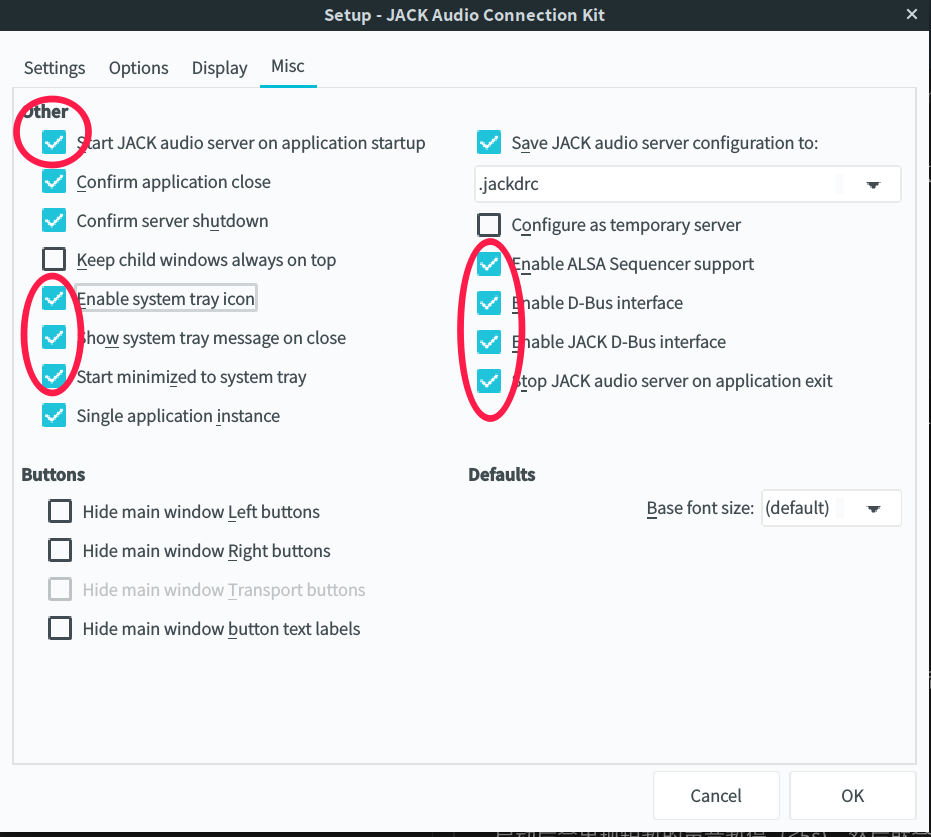 Setup - JACK Audio Connection Kit
Settings Options Display Misc
Other
Start JACK audio server on application startup
Confirm application close
Confirm server shutdown
Keep child windows always on top
Enable system tray icon
Show system tray message on close
Start minimized to system tray
Single application instance
Save JACK audio server configuration to:
.jackdrc
Configure as temporary server
Enable ALSA Sequencer support
Enable D-Bus interface
Enable JACK D-Bus interface
Stop JACK audio server on application exit
Buttons
Hide main window Left buttons
Hide main window Right buttons
Hide main window Transport buttons
Hide main window button text labels
Defaults
Base font size: (default)
Cancel OK